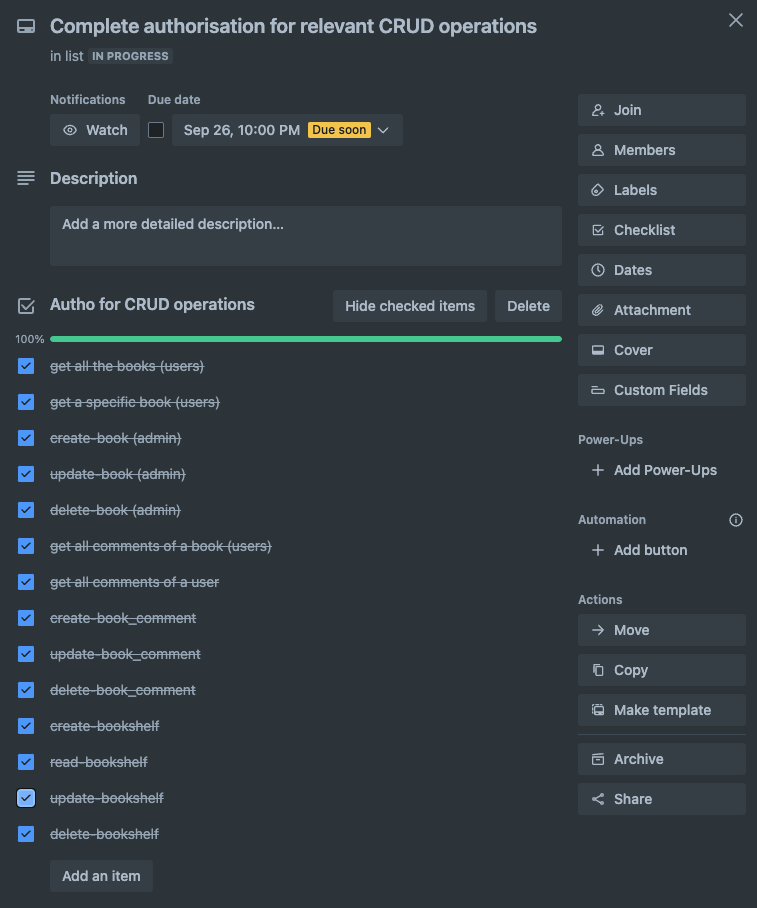 Complete authorisation for relevant CRUD operations
in list IN PROGRESS
Notifications
Due date
Watch
Sep 26, 10:00 PM Due soon
Description
Add a more detailed description...
Autho for CRUD operations
Hide checked items
Delete
100%
get all the books (users)
get a specific book (users)
create-book (admin)
update-book (admin)
delete-book (admin)
get all comments of a book (users)
get all comments of a user
create-book_comment
update-book_comment
delete-book_comment
create-bookshelf
read-bookshelf
update-bookshelf
delete-bookshelf
Add an item
Join
Members
Labels
Checklist
Dates
Attachment
Cover
Custom Fields
Power-Ups
Add Power-Ups
Automation
Add button
Actions
Move
Copy
Make template
Archive
Share